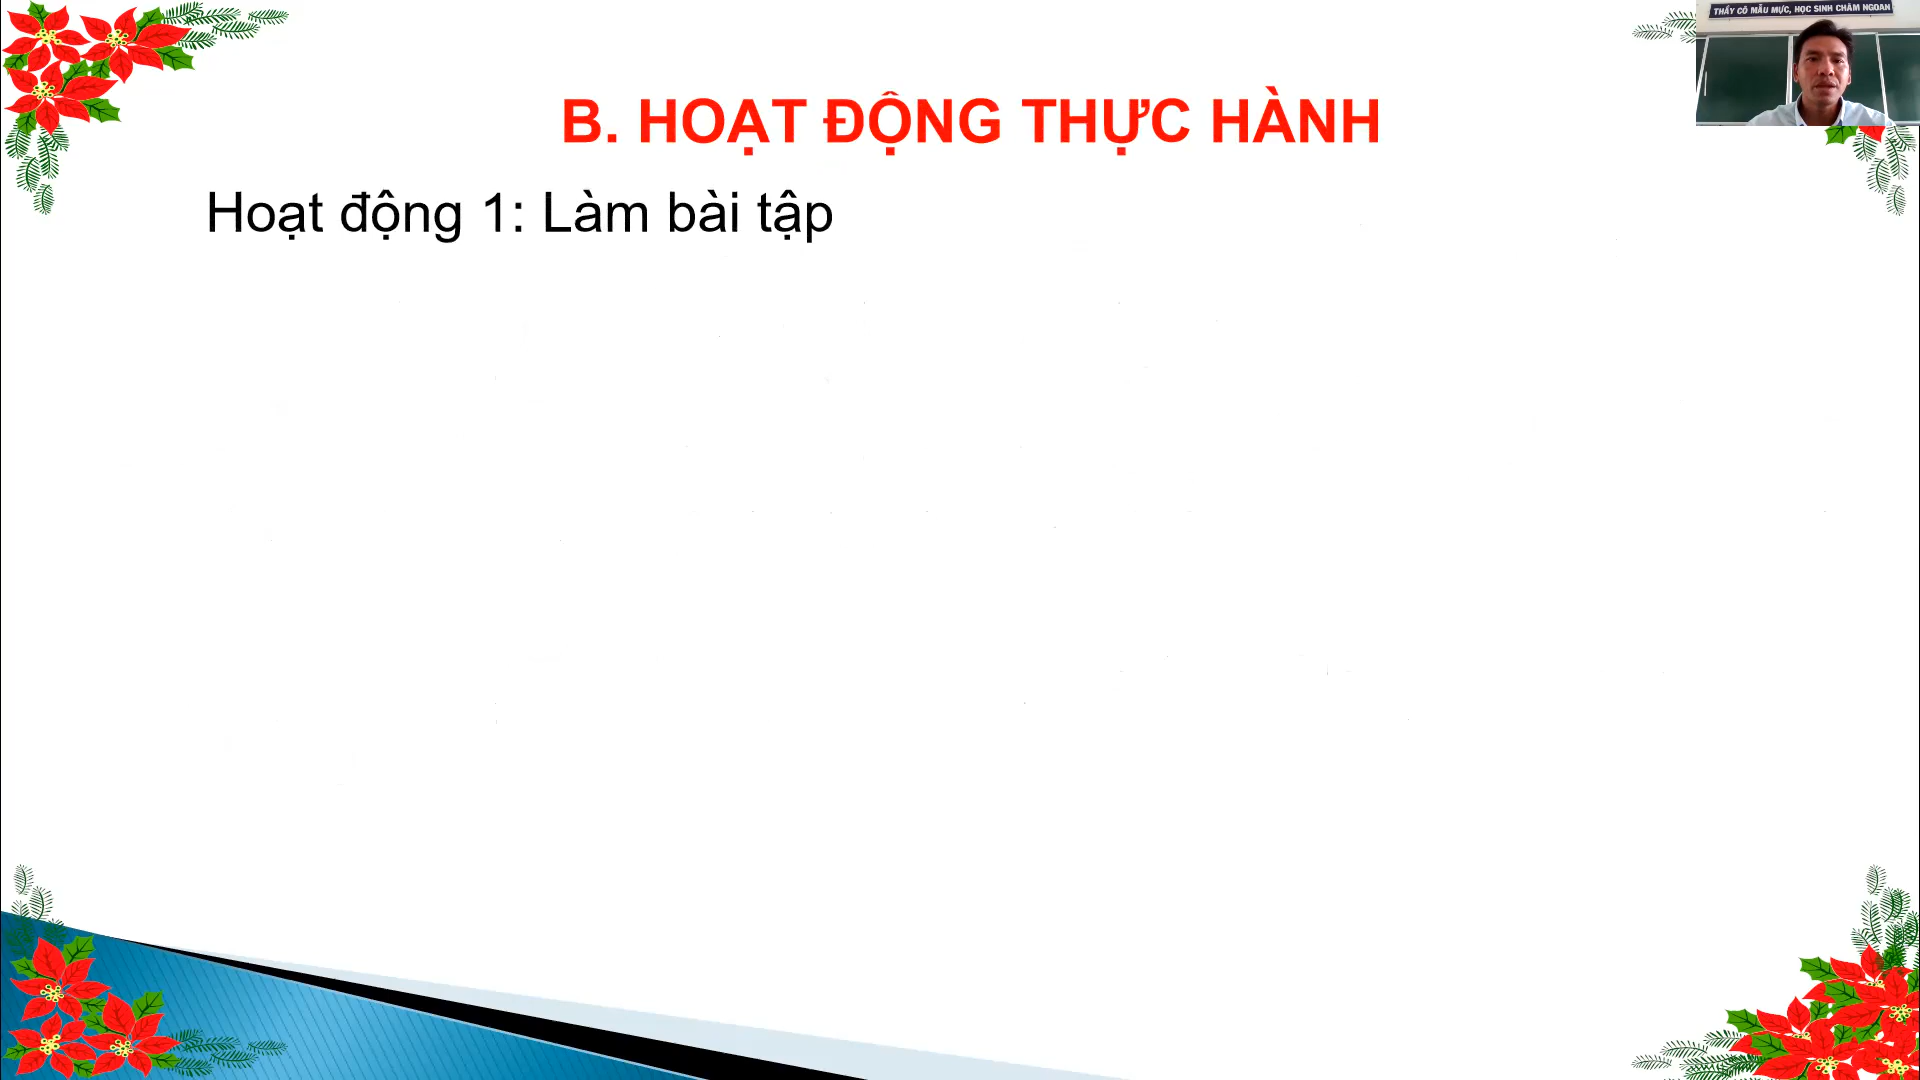 THẦY CÔ MẪU MỰC, HỌC SINH CHĂM NGOAN
B. HOẠT ĐỘNG THỰC HÀNH
Hoạt động 1: Làm bài tập